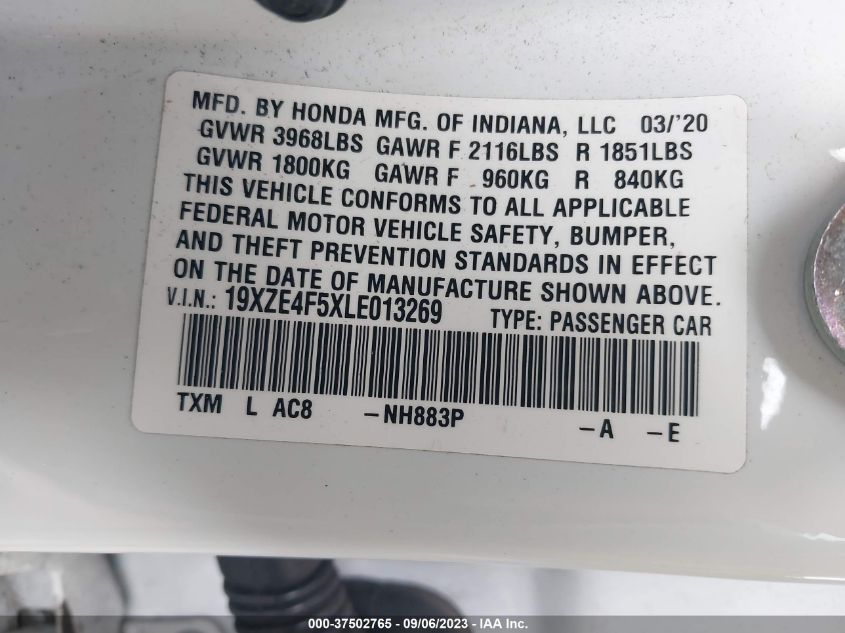 MFD. BY HONDA MFG. OF INDIANA, LLC 03/'20
GVWR 3968LBS GAWR F 2116LBS R 1851LBS
GVWR 1800KG GAWR F 960KG R 840KG
THIS VEHICLE CONFORMS TO ALL APPLICABLE
FEDERAL MOTOR VEHICLE SAFETY, BUMPER,
AND THEFT PREVENTION STANDARDS IN EFFECT
ON THE DATE OF MANUFACTURE SHOWN ABOVE.
V.I.N.: 19XZE4F5XLE013269 TYPE: PASSENGER CAR
TXM L AC8 -NH883P -A -E
000-37502765 - 09/06/2023 - © IAA Inc.